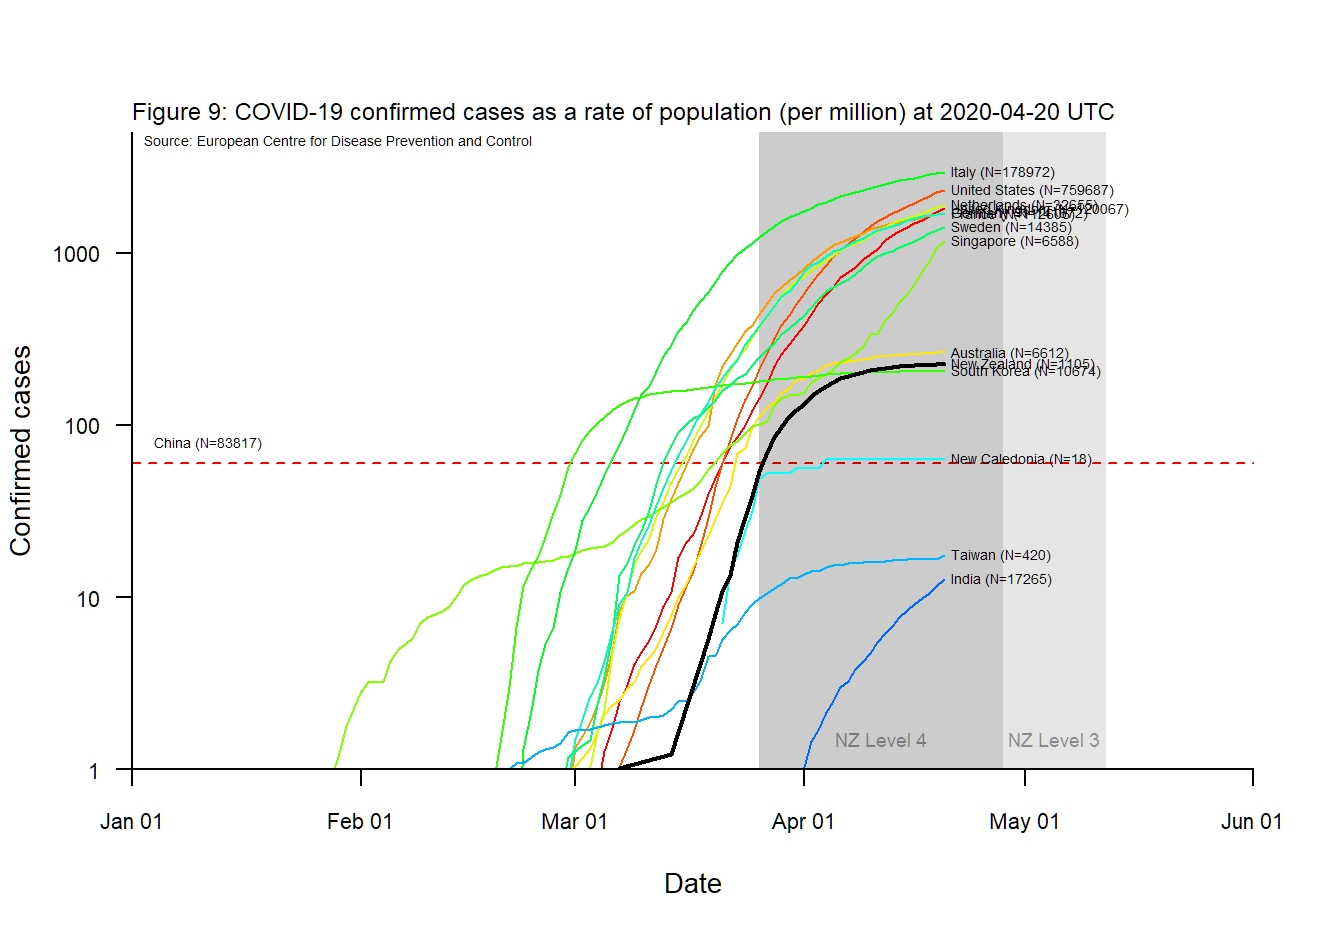 Figure 9: COVID-19 confirmed cases as a rate of population (per million) at 2020-04-20 UTC
Source: European Centre for Disease Prevention and Control
Italy (N=178972)
United States (N=759687)
Netherlands (N=32655)
Sweden (N=14385)
Singapore (N=6588)
1000
Australia (N=6612)
New Zealand (N=1105)
South Korea (N=10674)
100
China (N=83817)
New Caledonia (N=18)
Confirmed cases
Taiwan (N=420)
India (N=17265)
10
NZ Level 4
NZ Level 3
1
Jan 01
Feb 01
Mar 01
Apr 01
May 01
Jun 01
Date